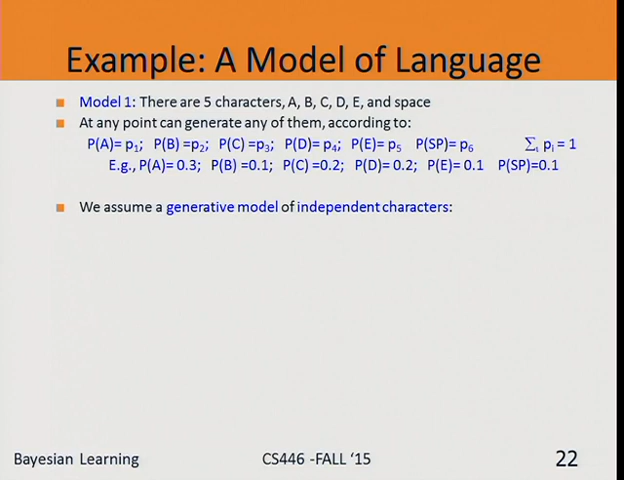 Example: A Model of Language
Model 1: There are 5 characters, A, B, C, D, E, and space
At any point can generate any of them, according to:
P(A)= p₁; P(B) =p₂; P(C) =p₃; P(D)= p₄; P(E)= p₅ P(SP)= p₆ ∑ᵢ pᵢ = 1
E.g., P(A)= 0.3; P(B) =0.1; P(C) =0.2; P(D)= 0.2; P(E)= 0.1 P(SP)=0.1
We assume a generative model of independent characters:
Bayesian Learning CS446 -FALL ‘15 22